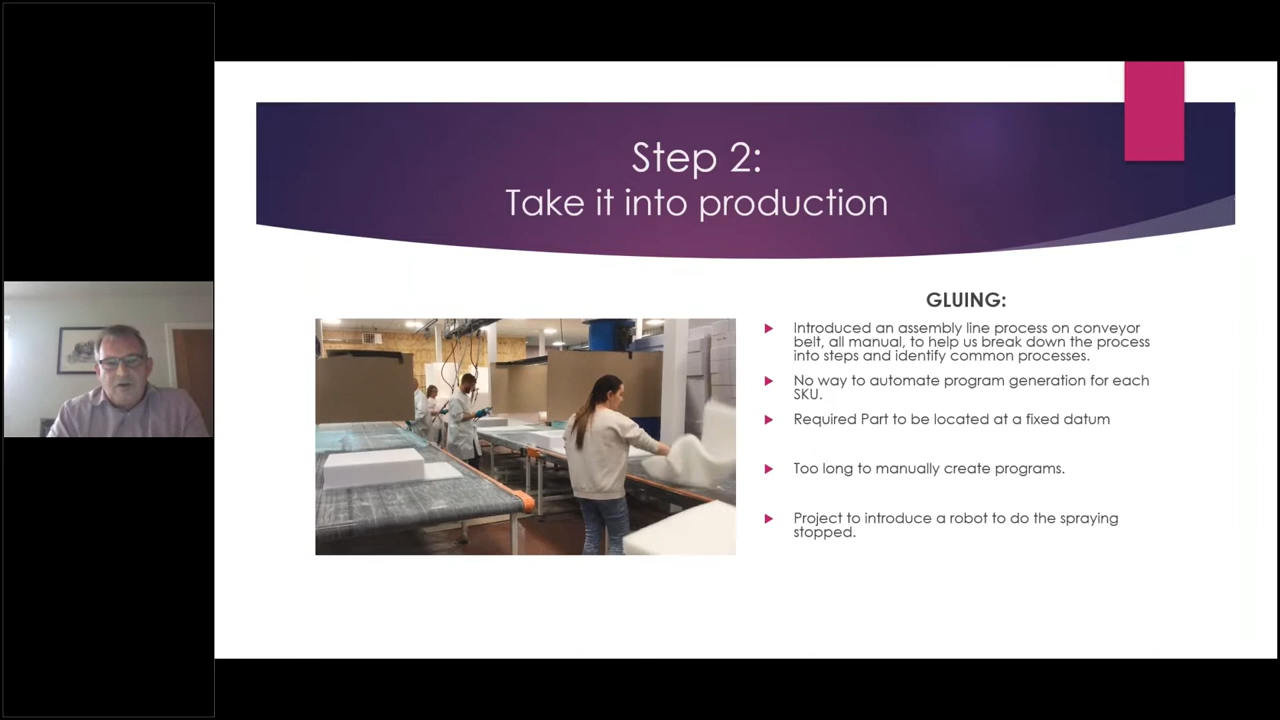 Step 2:
Take it into production
GLUING:
Introduced an assembly line process on conveyor
belt, all manual, to help us break down the process
into steps and identify common processes.
No way to automate program generation for each
SKU.
Required Part to be located at a fixed datum
Too long to manually create programs.
Project to introduce a robot to do the spraying
stopped.